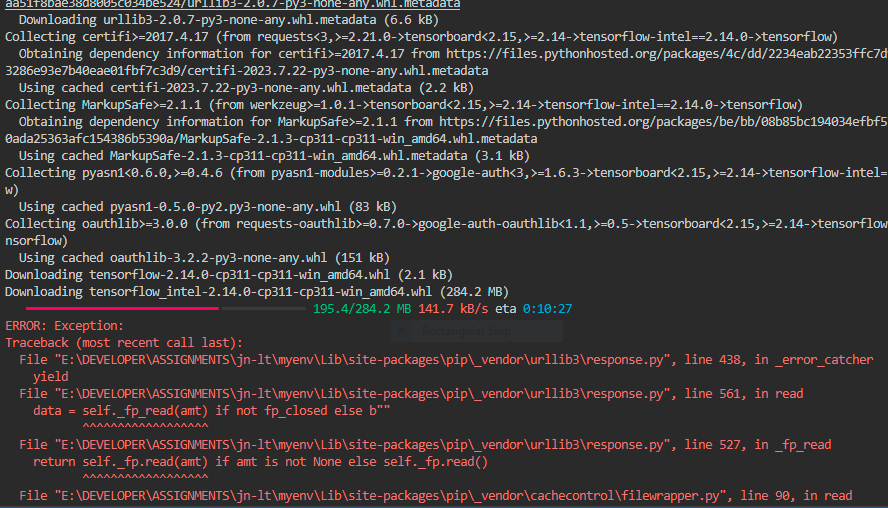 aa51f8bae38d8005c034be524/urllib3-2.0.7-py3-none-any.whl.metadata
Downloading urllib3-2.0.7-py3-none-any.whl.metadata (6.6 kB)
Collecting certifi>=2017.4.17 (from requests<3,>=2.21.0->tensorboard<2.15,>=2.14->tensorflow-intel==2.14.0->tensorflow)
Obtaining dependency information for certifi>=2017.4.17 from https://files.pythonhosted.org/packages/4c/dd/2234eab22353ffc7d
3286e93e7b40eae01fbf7c3d9/certifi-2023.7.22-py3-none-any.whl.metadata
Using cached certifi-2023.7.22-py3-none-any.whl.metadata (2.2 kB)
Collecting MarkupSafe>=2.1.1 (from werkzeug>=1.0.1->tensorboard<2.15,>=2.14->tensorflow-intel==2.14.0->tensorflow)
Obtaining dependency information for MarkupSafe>=2.1.1 from https://files.pythonhosted.org/packages/be/bb/08b85bc194034efbf5
0ada25363afc154386b5390a/MarkupSafe-2.1.3-cp311-cp311-win_amd64.whl.metadata
Using cached MarkupSafe-2.1.3-cp311-cp311-win_amd64.whl.metadata (3.1 kB)
Collecting pyasn1<0.6.0,>=0.4.6 (from pyasn1-modules>=0.2.1->google-auth<3,>=1.6.3->tensorboard<2.15,>=2.14->tensorflow-intel=
w)
Using cached pyasn1-0.5.0-py2.py3-none-any.whl (83 kB)
Collecting oauthlib>=3.0.0 (from requests-oauthlib>=0.7.0->google-auth-oauthlib<1.1,>=0.5->tensorboard<2.15,>=2.14->tensorflow
nsorflow)
Using cached oauthlib-3.2.2-py3-none-any.whl (151 kB)
Downloading tensorflow-2.14.0-cp311-cp311-win_amd64.whl (2.1 kB)
Downloading tensorflow_intel-2.14.0-cp311-cp311-win_amd64.whl (284.2 MB)
195.4/284.2 MB 141.7 kB/s eta 0:10:27
Rectangular Snip
ERROR: Exception:
Traceback (most recent call last):
File "E:\DEVELOPER\ASSIGNMENTS\jn-lt\myenv\Lib\site-packages\pip\_vendor\urllib3\response.py", line 438, in _error_catcher
yield
File "E:\DEVELOPER\ASSIGNMENTS\jn-lt\myenv\Lib\site-packages\pip\_vendor\urllib3\response.py", line 561, in read
data = self._fp_read(amt) if not fp_closed else b""
^^^^^^^^^^^^^^^^^^
File "E:\DEVELOPER\ASSIGNMENTS\jn-lt\myenv\Lib\site-packages\pip\_vendor\urllib3\response.py", line 527, in _fp_read
return self._fp.read(amt) if amt is not None else self._fp.read()
^^^^^^^^^^^^^^^^^^
File "E:\DEVELOPER\ASSIGNMENTS\jn-lt\myenv\Lib\site-packages\pip\_vendor\cachecontrol\filewrapper.py", line 90, in read